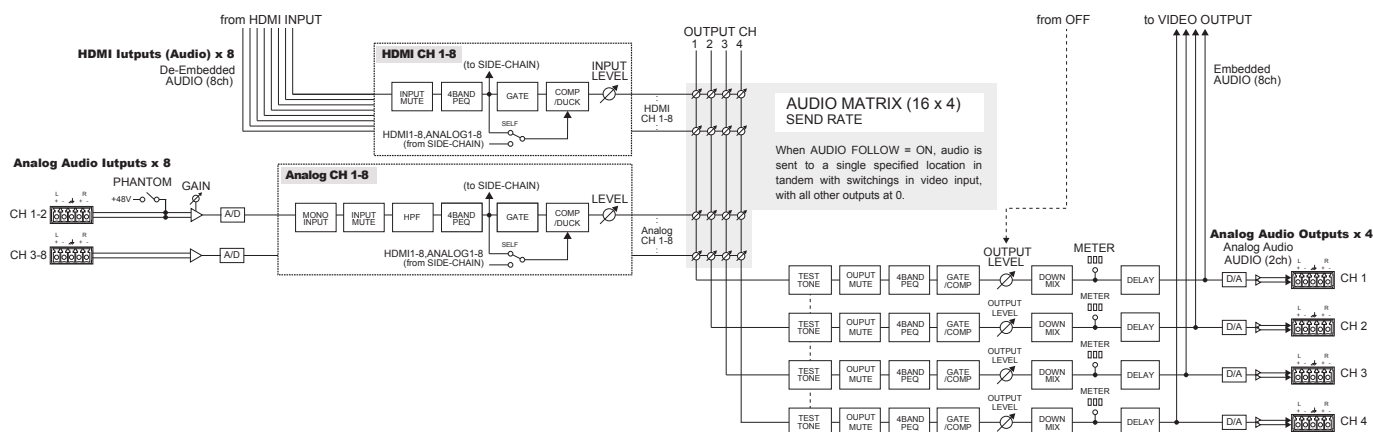 from HDMI INPUT
from OFF
to VIDEO OUTPUT
OUTPUT CH
1 2 3 4
HDMI Iutputs (Audio) x 8
De-Embedded
AUDIO (8ch)
HDMI CH 1-8
(to SIDE-CHAIN)
INPUT
LEVEL
INPUT
MUTE
4BAND
PEQ
GATE
COMP
/DUCK
SELF
HDMI1-8,ANALOG1-8
(from SIDE-CHAIN)
HDMI
CH 1-8
Embedded
AUDIO (8ch)
AUDIO MATRIX (16 x 4)
SEND RATE
When AUDIO FOLLOW = ON, audio is
sent to a single specified location in
tandem with switchings in video input,
with all other outputs at 0.
Analog Audio Iutputs x 8
PHANTOM
+48V
GAIN
L R
+ - + -
CH 1-2
A/D
L R
+ - + -
CH 3-8
A/D
Analog CH 1-8
(to SIDE-CHAIN)
LEVEL
MONO
INPUT
INPUT
MUTE
HPF
4BAND
PEQ
GATE
COMP
/DUCK
SELF
HDMI1-8,ANALOG1-8
(from SIDE-CHAIN)
Analog
CH 1-8
Analog Audio Outputs x 4
Analog Audio
AUDIO (2ch)
TEST
TONE
OUPUT
MUTE
4BAND
PEQ
GATE
/COMP
OUTPUT
LEVEL
DOWN
MIX
METER
DELAY
D/A
L R
+ - + -
CH 1
TEST
TONE
OUPUT
MUTE
4BAND
PEQ
GATE
/COMP
OUTPUT
LEVEL
DOWN
MIX
METER
DELAY
D/A
L R
+ - + -
CH 2
TEST
TONE
OUPUT
MUTE
4BAND
PEQ
GATE
/COMP
OUTPUT
LEVEL
DOWN
MIX
METER
DELAY
D/A
L R
+ - + -
CH 3
TEST
TONE
OUPUT
MUTE
4BAND
PEQ
GATE
/COMP
OUTPUT
LEVEL
DOWN
MIX
METER
DELAY
D/A
L R
+ - + -
CH 4